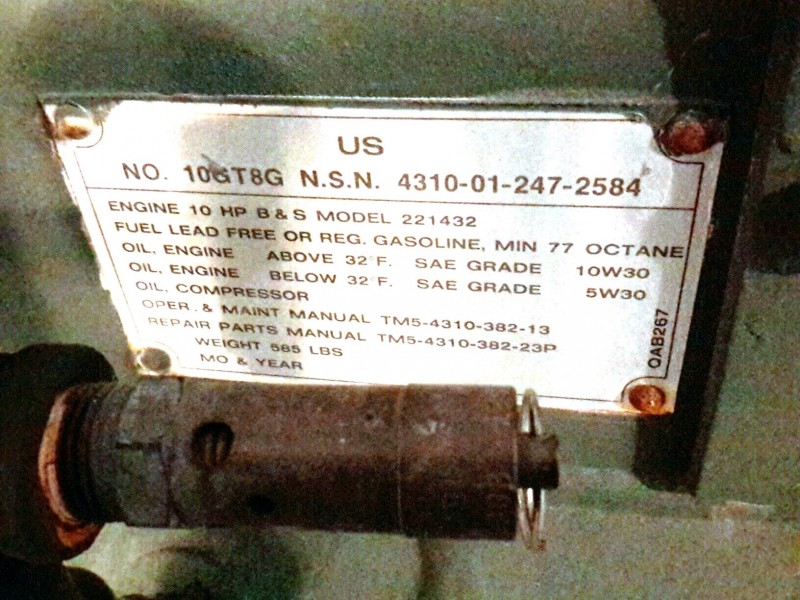 US
NO. 10GT8G N.S.N. 4310-01-247-2584
ENGINE 10 HP B & S MODEL 221432
FUEL LEAD FREE OR REG. GASOLINE, MIN 77 OCTANE
OIL. ENGINE ABOVE 32°F. SAE GRADE 10W30
OIL. ENGINE BELOW 32°F. SAE GRADE 5W30
OIL. COMPRESSOR
OPER. & MAINT MANUAL TM5-4310-382-13
REPAIR PARTS MANUAL TM5-4310-382-23P
WEIGHT 565 LBS
MO & YEAR
OAB267